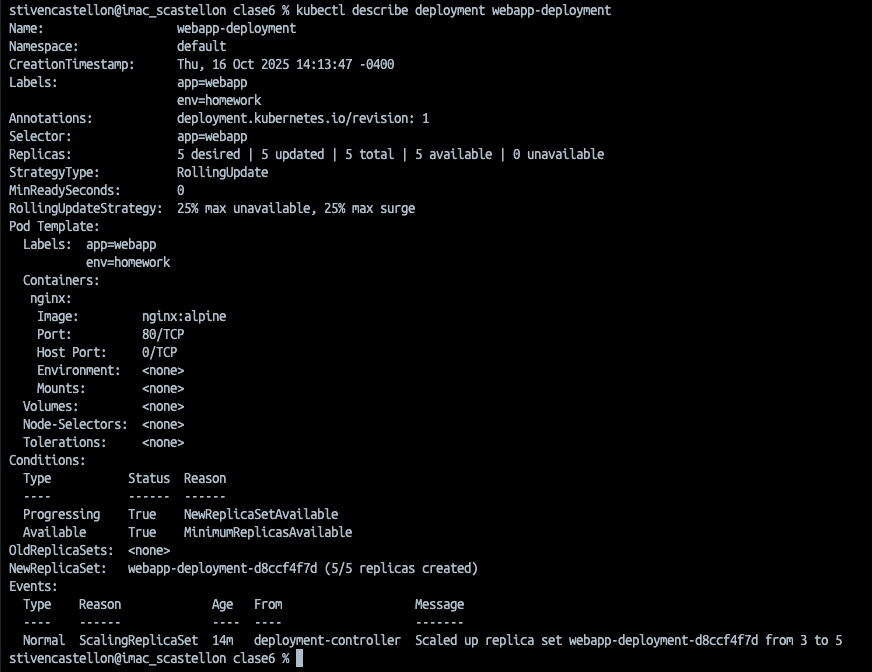 stivencastellon@imac_scastellon clase6 % kubectl describe deployment webapp-deployment
Name:                   webapp-deployment
Namespace:              default
CreationTimestamp:      Thu, 16 Oct 2025 14:13:47 -0400
Labels:                 app=webapp
                        env=homework
Annotations:            deployment.kubernetes.io/revision: 1
Selector:               app=webapp
Replicas:               5 desired | 5 updated | 5 total | 5 available | 0 unavailable
StrategyType:           RollingUpdate
MinReadySeconds:        0
RollingUpdateStrategy:  25% max unavailable, 25% max surge
Pod Template:
  Labels:  app=webapp
           env=homework
  Containers:
   nginx:
    Image:         nginx:alpine
    Port:          80/TCP
    Host Port:     0/TCP
    Environment:   <none>
    Mounts:        <none>
  Volumes:         <none>
  Node-Selectors:  <none>
  Tolerations:     <none>
Conditions:
  Type           Status  Reason
  ----           ------  ------
  Progressing    True    NewReplicaSetAvailable
  Available      True    MinimumReplicasAvailable
OldReplicaSets:  <none>
NewReplicaSet:   webapp-deployment-d8ccf4f7d (5/5 replicas created)
Events:
  Type    Reason             Age   From                   Message
  ----    ------             ----  ----                   -------
  Normal  ScalingReplicaSet  14m   deployment-controller  Scaled up replica set webapp-deployment-d8ccf4f7d from 3 to 5
stivencastellon@imac_scastellon clase6 %